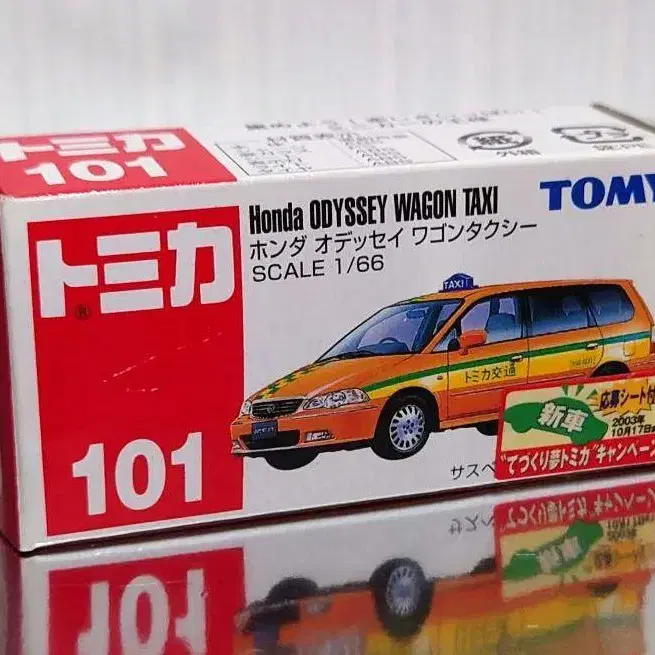 トミカ
101
TOMY
Honda ODYSSEY WAGON TAXI
ホンダ オデッセイ ワゴンタクシー
SCALE 1/66
トミカ
®
101
TAXI
トミカ交通
新車
応募シート付
2003年
10月17日
"てづくり夢トミカ"キャンペーン
サスペ